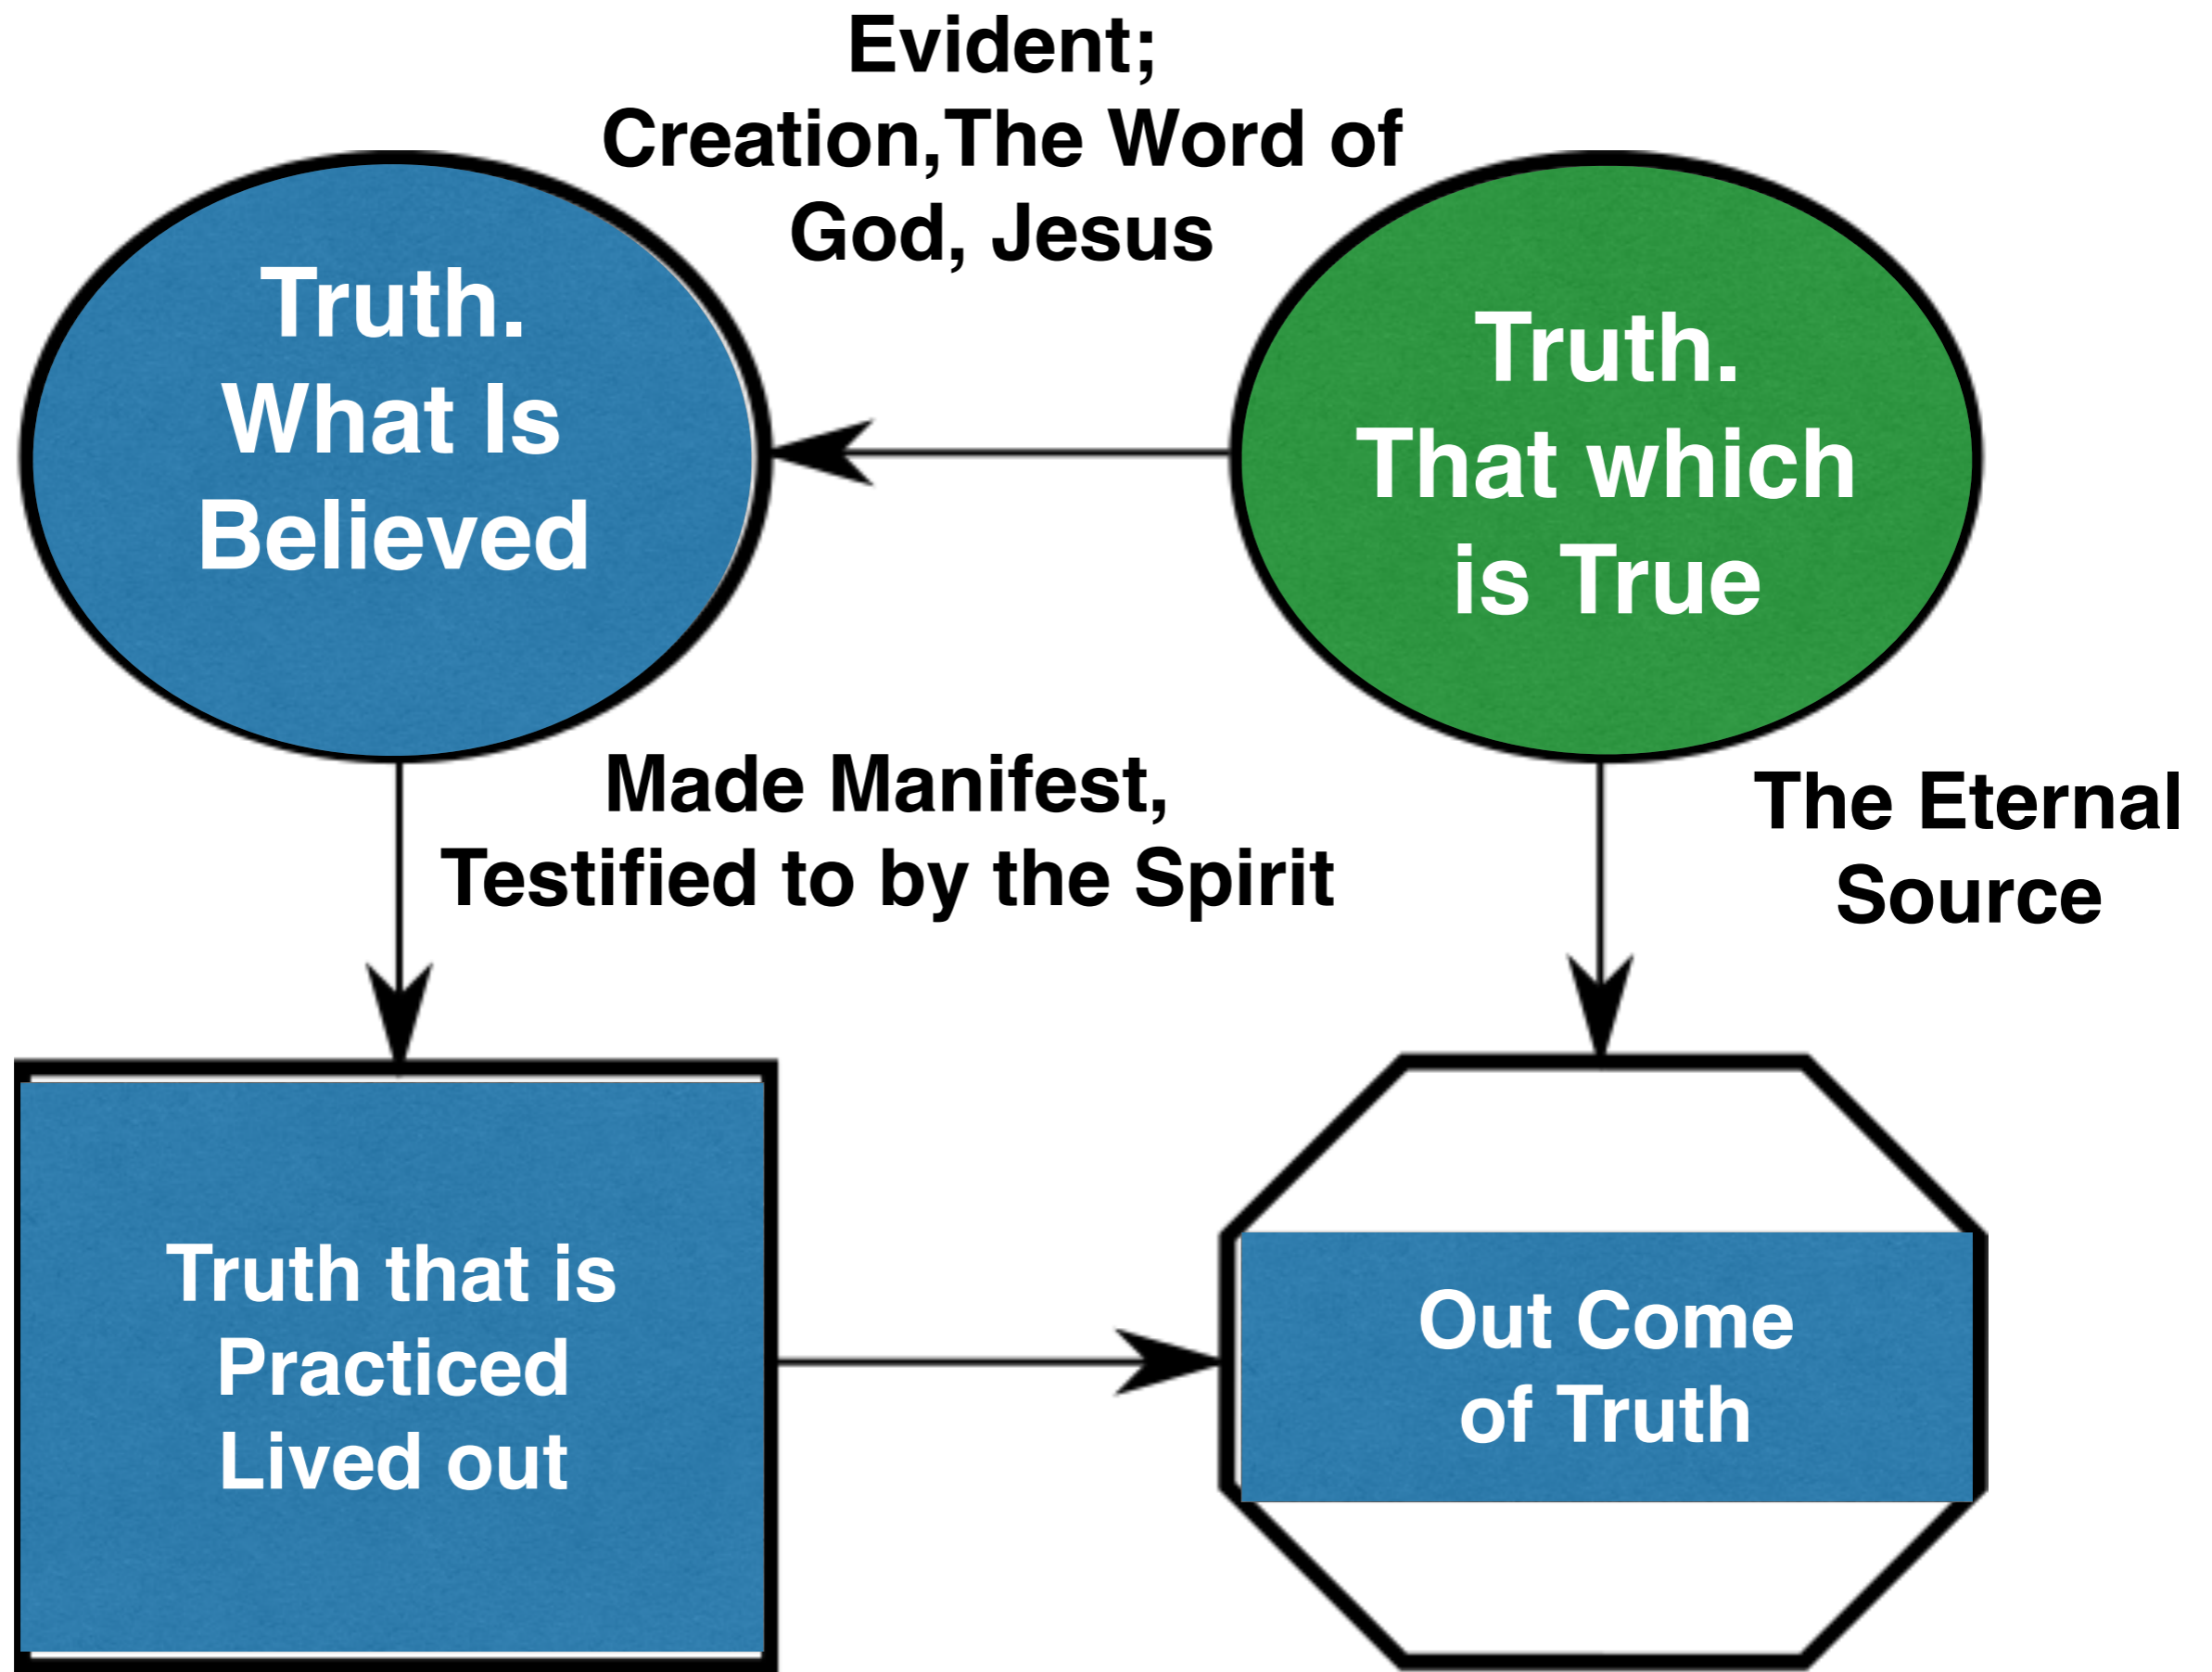 Evident;
Creation,The Word of
God, Jesus
Truth.
What Is
Believed
Truth.
That which
is True
Made Manifest,
Testified to by the Spirit
The Eternal
Source
Truth that is
Practiced
Lived out
Out Come
of Truth